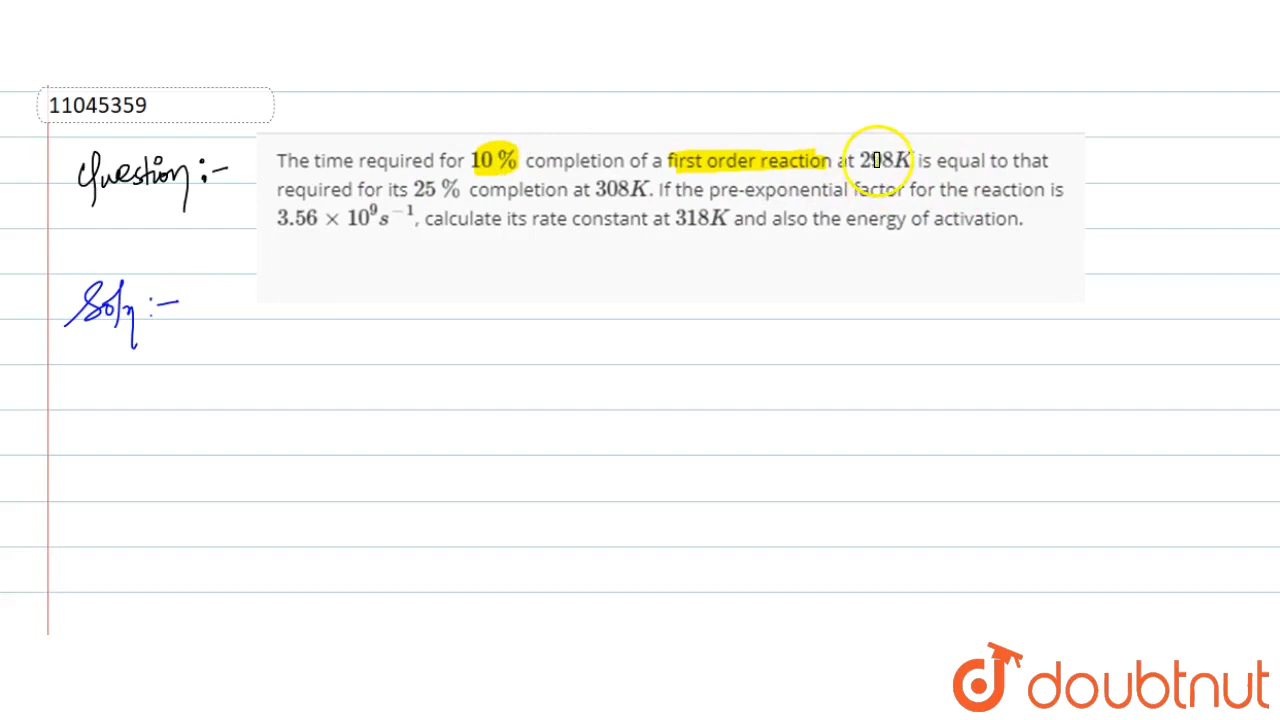 11045359
Question :-
The time required for 10 % completion of a first order reaction at 298K is equal to that
required for its 25 % completion at 308K. If the pre-exponential factor for the reaction is
3.56 × 10⁹s⁻¹, calculate its rate constant at 318K and also the energy of activation.
Soln :-
doubtnut